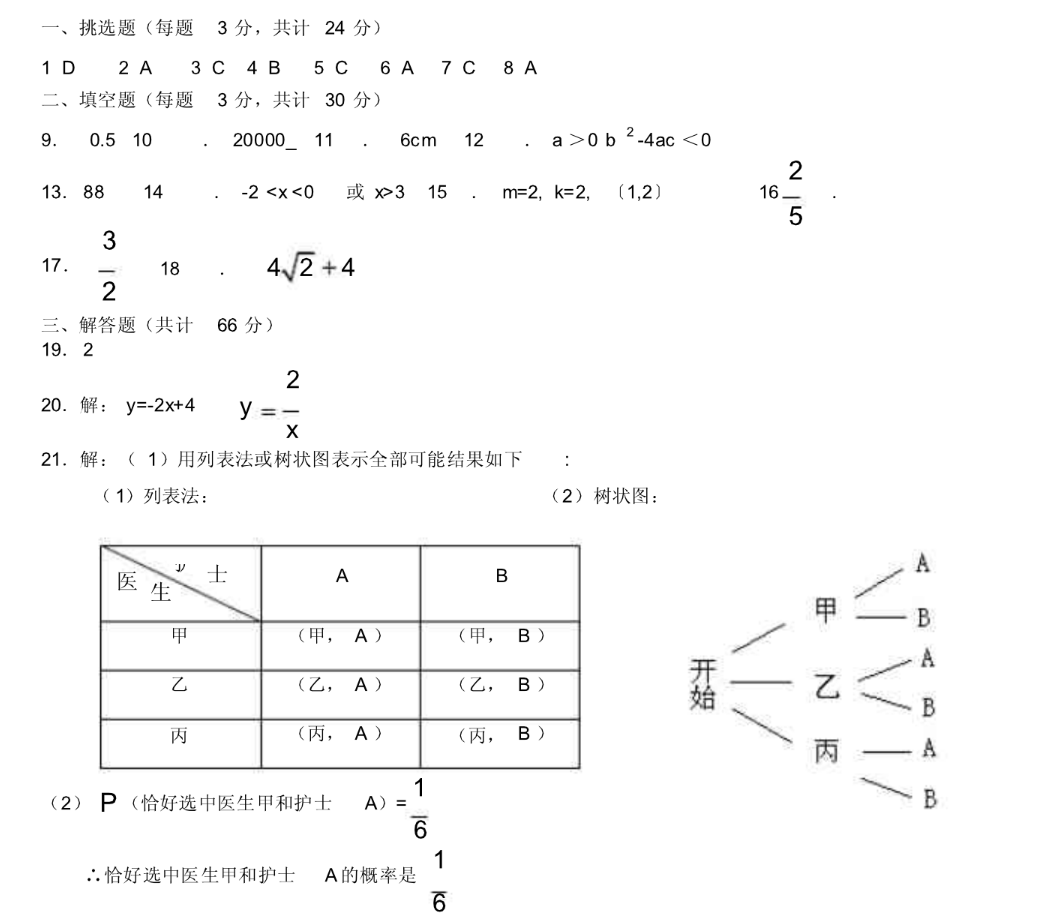 一、挑选题（每题 3 分，共计 24 分）
1 D 2 A 3 C 4 B 5 C 6 A 7 C 8 A
二、填空题（每题 3 分，共计 30 分）
9． 0.5 10 ． 20000_ 11 ． 6cm 12 ． a ＞0 b ²-4ac ＜0
13．88 14 ． -2 <x <0 或 x>3 15 ． m=2, k=2, 〔1,2〕 16 2/5 ．
17． 3/2 18 ． 4√2＋4
三、解答题（共计 66 分）
19．2
20．解： y=-2x+4 y＝2/x
21．解：（ 1）用列表法或树状图表示全部可能结果如下 :
（ 1）列表法： （2）树状图：
医 生 士 A B
甲 （甲， A ） （甲， B ）
乙 （乙， A ） （乙， B ）
丙 （丙， A ） （丙， B ）
开始
甲 A B
乙 A B
丙 A B
（2） P（恰好选中医生甲和护士 A）= 1/6
∴恰好选中医生甲和护士 A的概率是 1/6